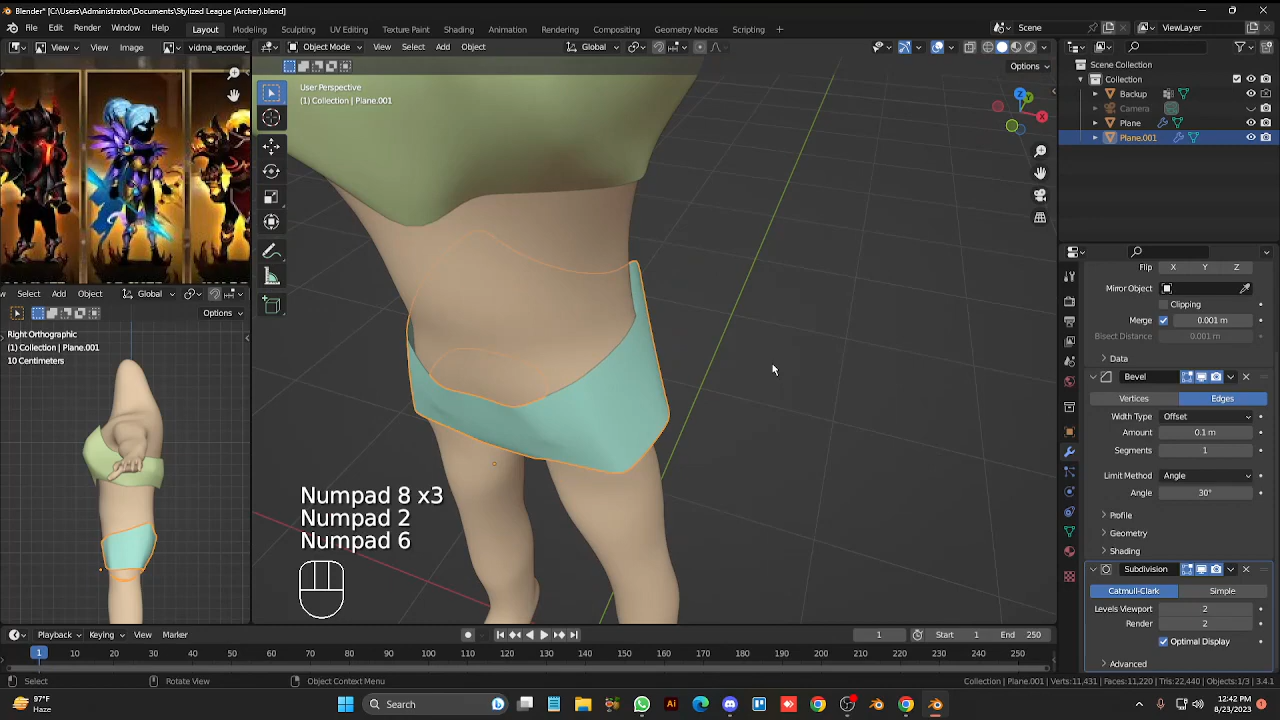 Blender* [C:\Users\Administrator\Documents\Stylized League (Archer).blend]
File Edit Render Window Help Layout Modeling Sculpting UV Editing Texture Paint Shading Animation Rendering Compositing Geometry Nodes Scripting + Scene ViewLayer
View View Image vidma_recorder_ Object Mode View Select Add Object Global
Options
User Perspective
(1) Collection | Plane.001
Scene Collection
Collection
Backup
Camera
Plane
Plane.001
Select Add Object Global
Options
Right Orthographic
(1) Collection | Plane.001
10 Centimeters
Flip X Y Z
Mirror Object
Clipping
Merge 0.001 m
Bisect Distance 0.001 m
Data
Bevel
Vertices Edges
Width Type Offset
Amount 0.1 m
Segments 1
Limit Method Angle
Angle 30°
Profile
Geometry
Shading
Subdivision
Catmull-Clark Simple
Levels Viewport 2
Render 2
Optimal Display
Advanced
Numpad 8 x3
Numpad 2
Numpad 6
Playback Keying View Marker 1 Start 1 End 250
1 10 20 30 40 50 60 70 80 90 100 110 120 130 140 150 160 170 180 190 200 210 220 230 240 250
Select Rotate View Object Context Menu Collection | Plane.001 | Verts:11,431 | Faces:11,220 | Tris:22,440 | Objects:1/3 | 3.4.1
97°F
Haze
Search
12:42 PM
8/23/2023